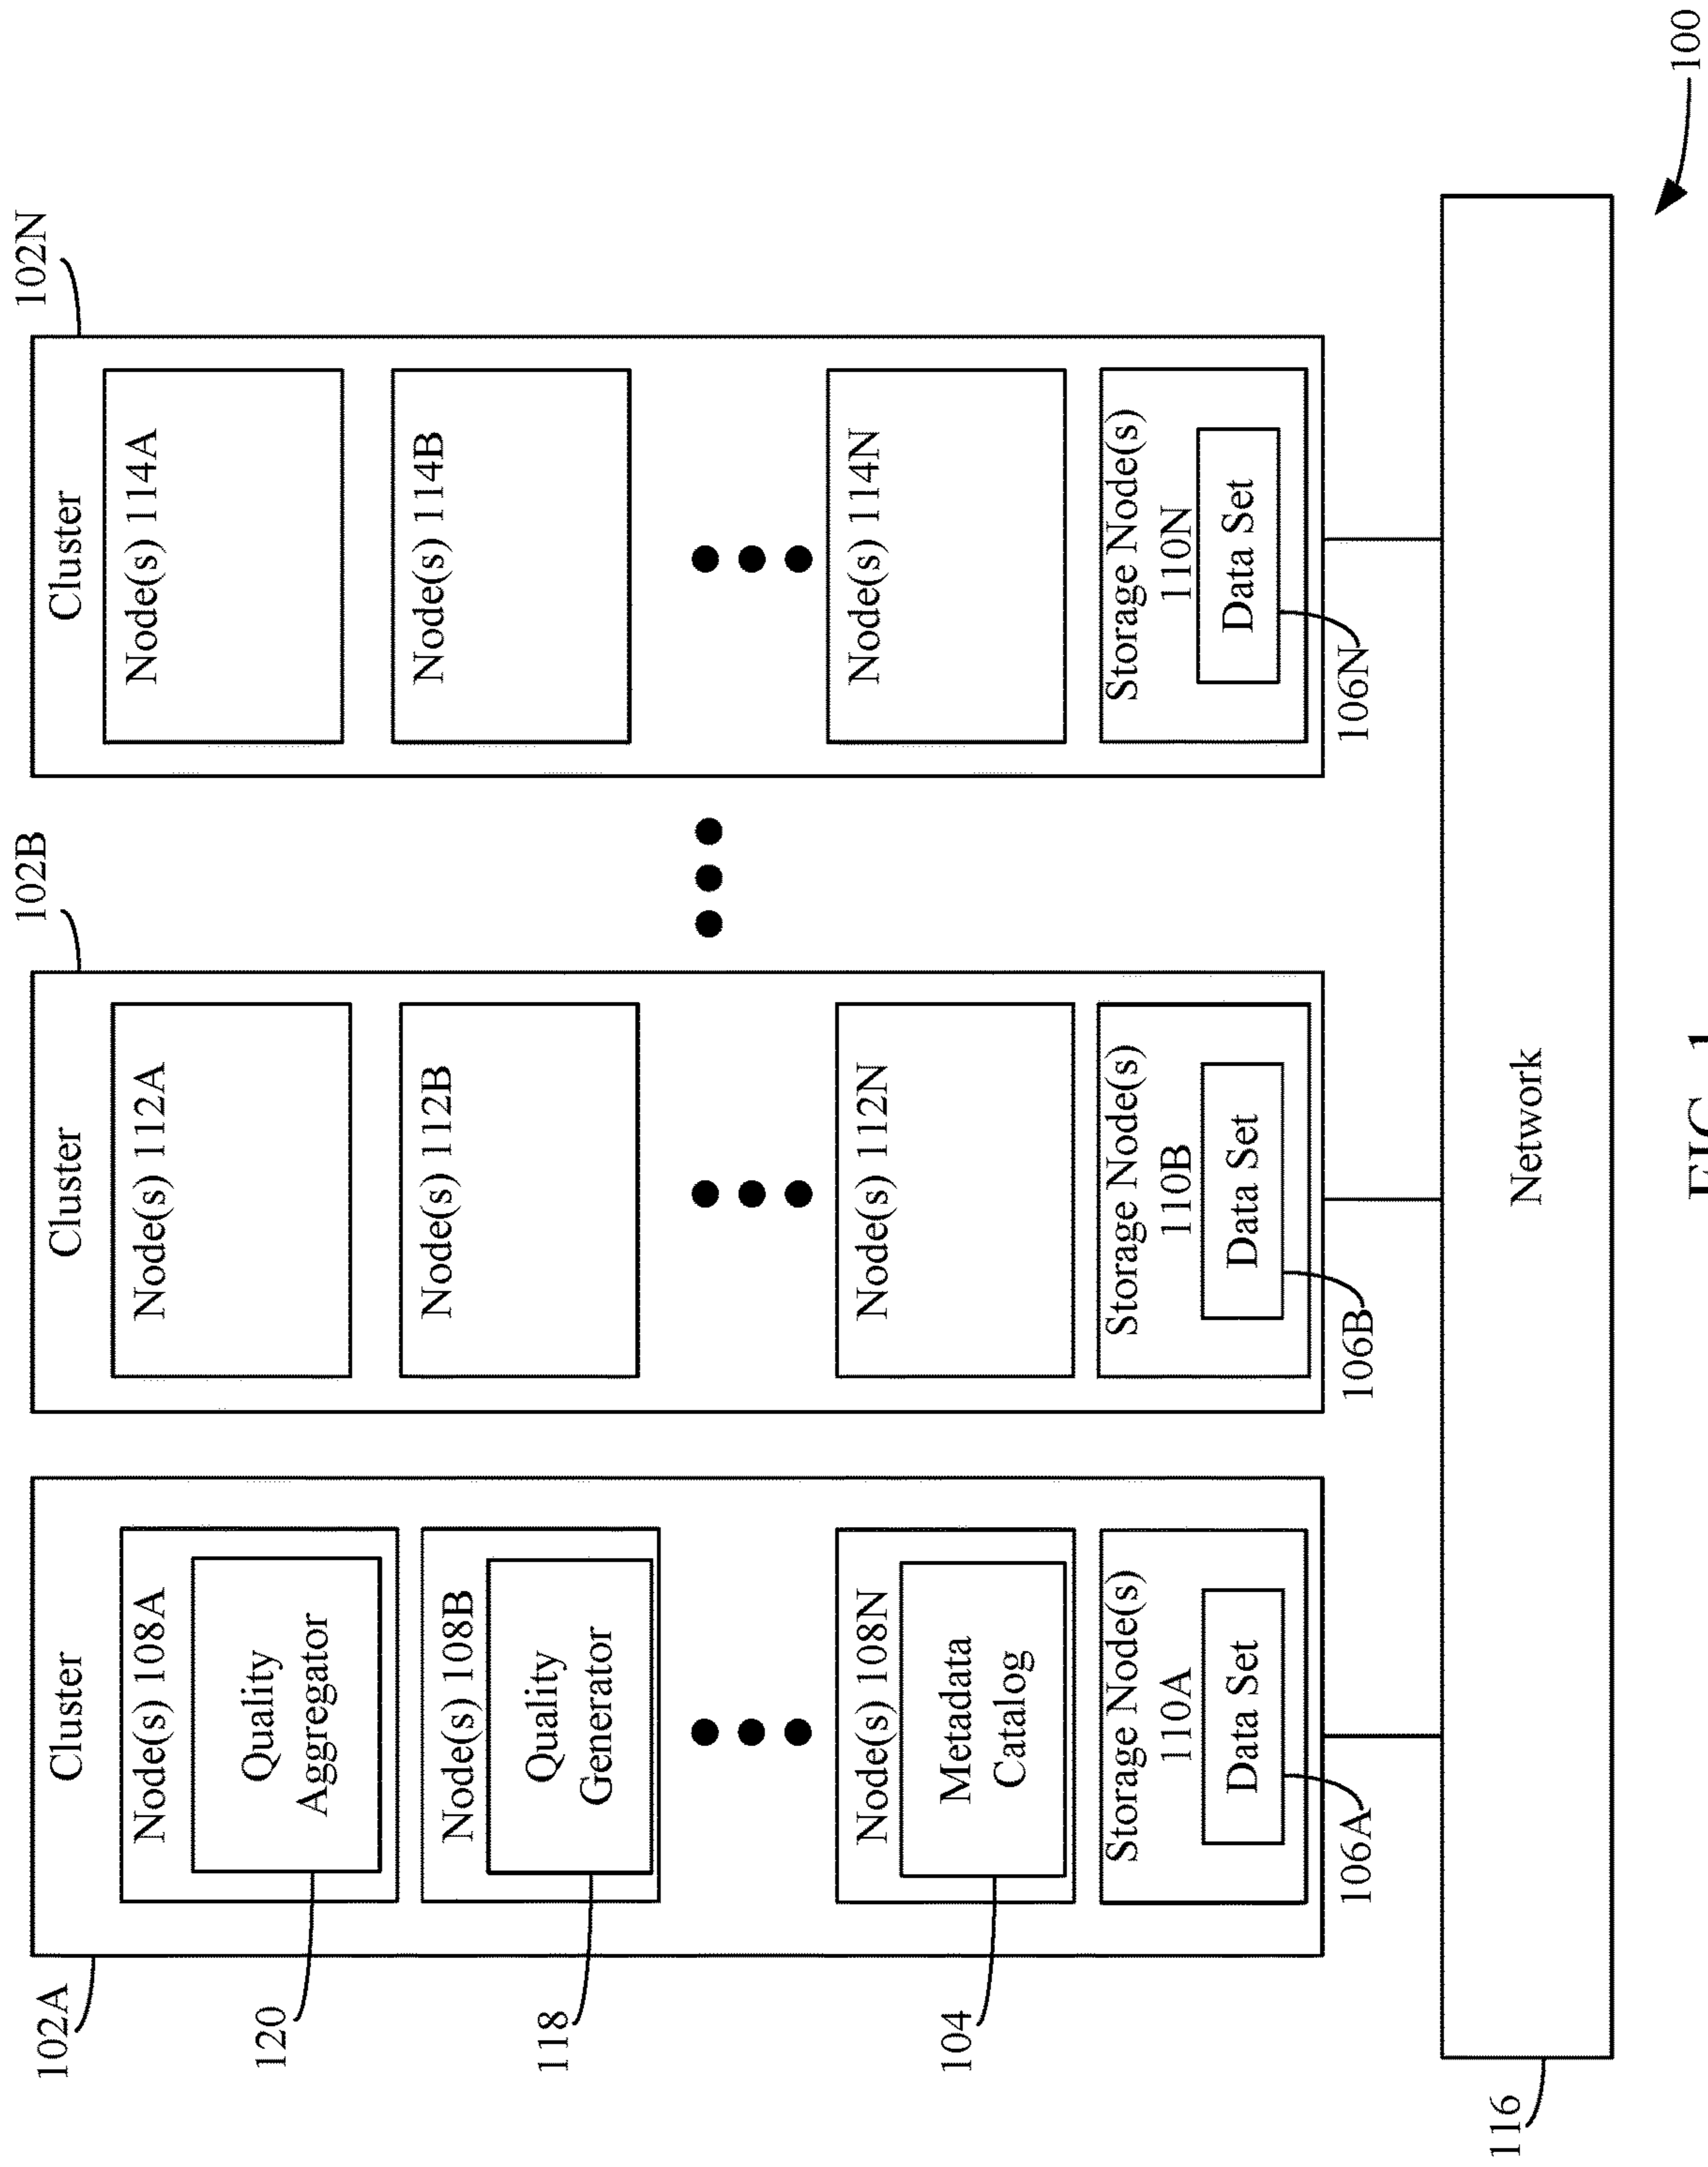 102A
Cluster
Node(s) 108A
Quality
Aggregator
120
Node(s) 108B
Quality
Generator
118
Node(s) 108N
Metadata
Catalog
104
Storage Node(s)
110A
Data Set
106A
102B
Cluster
Node(s) 112A
Node(s) 112B
Node(s) 112N
Storage Node(s)
110B
Data Set
106B
102N
Cluster
Node(s) 114A
Node(s) 114B
Node(s) 114N
Storage Node(s)
110N
Data Set
106N
Network
116
100
FIG. 1